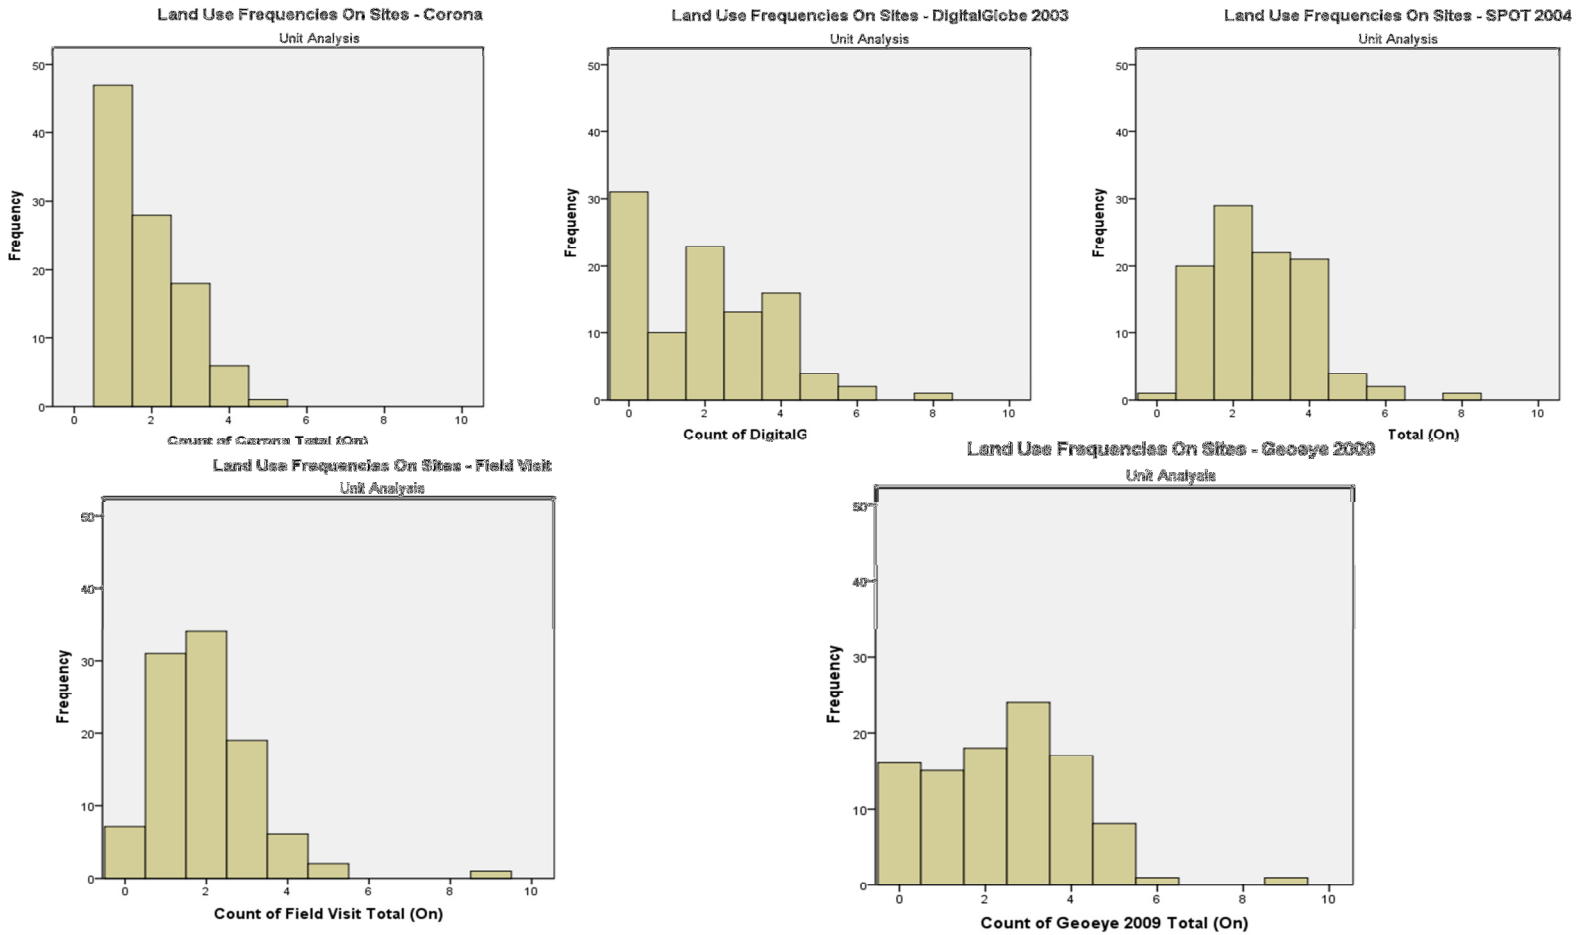 Land Use Frequencies On Sites - Corona
Unit Analysis
50
40
30
20
10
0
Frequency
0 2 4 6 8 10
Count of Corona Total (On)
Land Use Frequencies On Sites - DigitalGlobe 2003
Unit Analysis
50
40
30
20
10
0
Frequency
0 2 4 6 8 10
Count of DigitalG
Land Use Frequencies On Sites - SPOT 2004
Unit Analysis
50
40
30
20
10
0
Frequency
0 2 4 6 8 10
Total (On)
Land Use Frequencies On Sites - Field Visit
Unit Analysis
50
40
30
20
10
0
Frequency
0 2 4 6 8 10
Count of Field Visit Total (On)
Land Use Frequencies On Sites - Geoeye 2009
Unit Analysis
50
40
30
20
10
0
Frequency
0 2 4 6 8 10
Count of Geoeye 2009 Total (On)